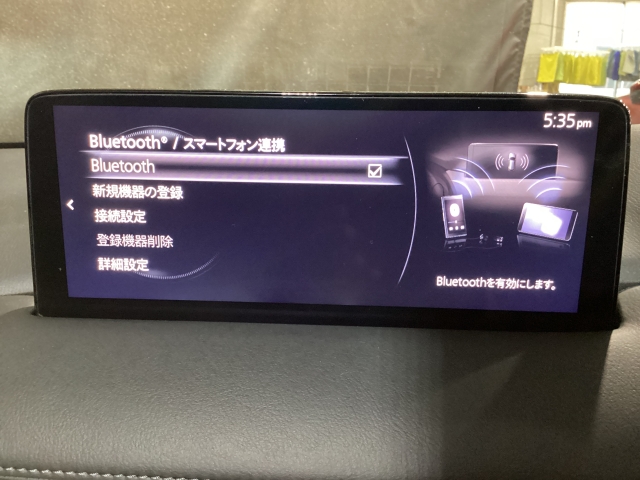 5:35pm
Bluetooth® / スマートフォン連携
Bluetooth
新規機器の登録
接続設定
登録機器削除
詳細設定
Bluetoothを有効にします。